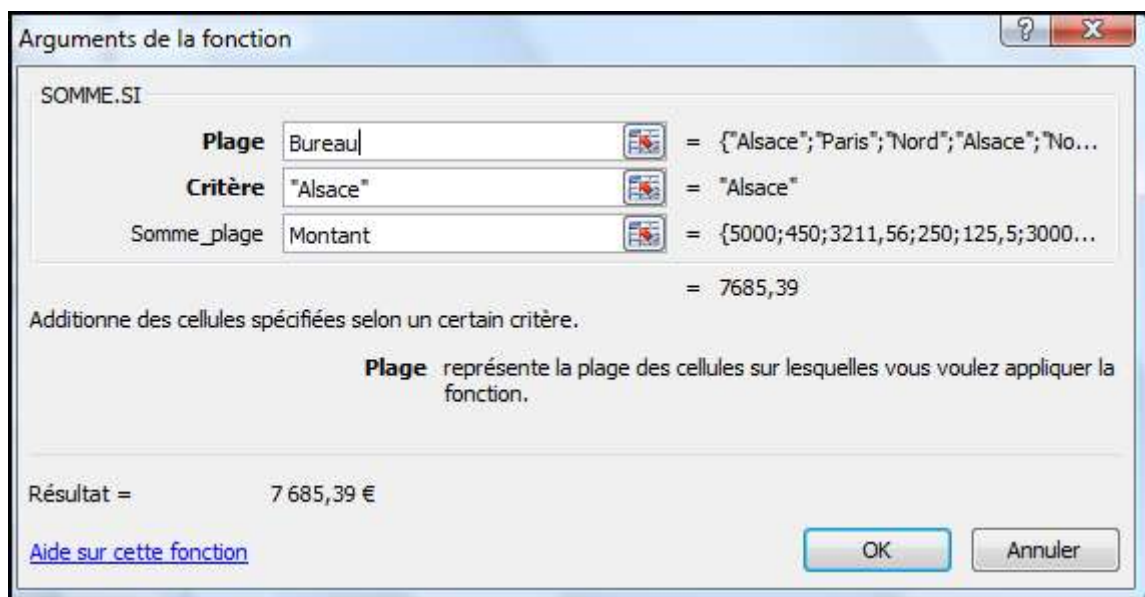 Arguments de la fonction
SOMME.SI
Plage Bureau = {"Alsace";"Paris";"Nord";"Alsace";"No...
Critère "Alsace" = "Alsace"
Somme_plage Montant = {5000;450;3211,56;250;125,5;3000...
= 7685,39
Additionne des cellules spécifiées selon un certain critère.
Plage représente la plage des cellules sur lesquelles vous voulez appliquer la
fonction.
Résultat = 7 685,39 €
Aide sur cette fonction OK Annuler